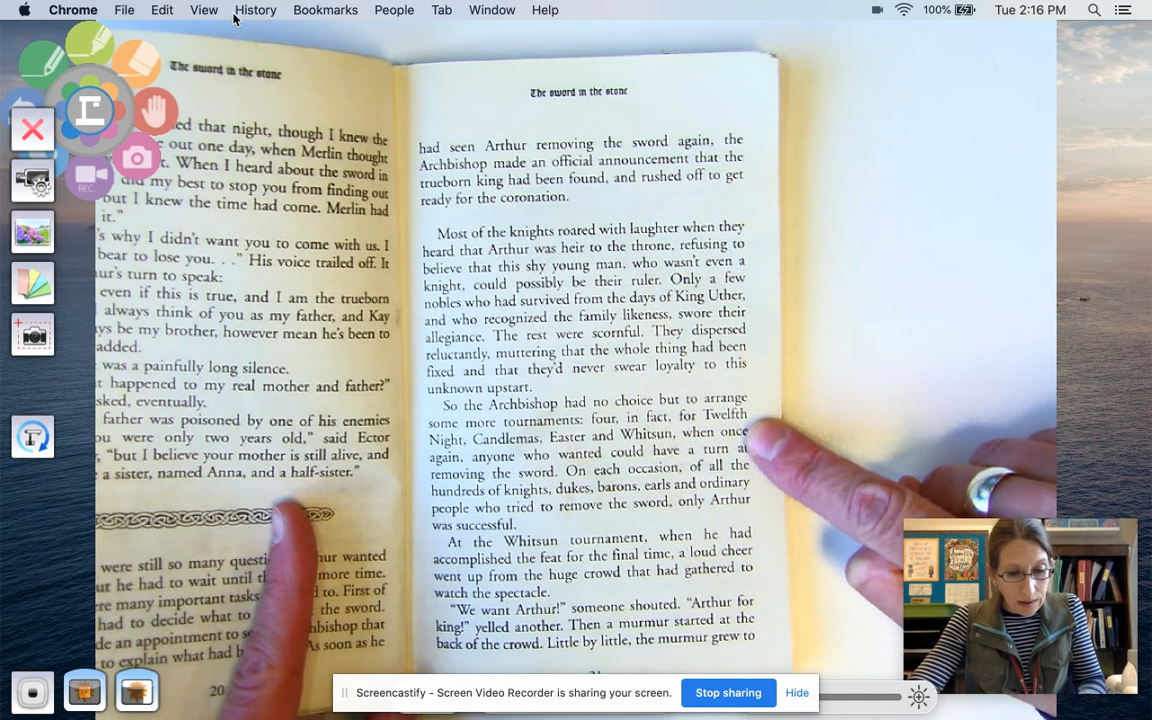 Chrome File Edit View History Bookmarks People Tab Window Help 100% Tue 2:16 PM
REC
The sword in the stone
ed that night, though I knew the
e out one day, when Merlin thought
t. When I heard about the sword in
did my best to stop you from finding out
but I knew the time had come. Merlin had
it."
's why I didn't want you to come with us. I
bear to lose you. . ." His voice trailed off. It
ur's turn to speak:
even if this is true, and I am the trueborn
always think of you as my father, and Kay
ys be my brother, however mean he's been to
added.
was a painfully long silence.
t happened to my real mother and father?"
sked, eventually.
father was poisoned by one of his enemies
ou were only two years old," said Ector
, "but I believe your mother is still alive, and
a sister, named Anna, and a half-sister."
were still so many questi hur wanted
ut he had to wait until t more time.
re many important tasks d to. First of
had to decide what to the sword.
de an appointment to s hbishop that
to explain what had h As soon as he
20
The sword in the stone
had seen Arthur removing the sword again, the
Archbishop made an official announcement that the
trueborn king had been found, and rushed off to get
ready for the coronation.
Most of the knights roared with laughter when they
heard that Arthur was heir to the throne, refusing to
believe that this shy young man, who wasn't even a
knight, could possibly be their ruler. Only a few
nobles who had survived from the days of King Uther,
and who recognized the family likeness, swore their
allegiance. The rest were scornful. They dispersed
reluctantly, muttering that the whole thing had been
fixed and that they'd never swear loyalty to this
unknown upstart.
So the Archbishop had no choice but to arrange
some more tournaments: four, in fact, for Twelfth
Night, Candlemas, Easter and Whitsun, when once
again, anyone who wanted could have a turn at
removing the sword. On each occasion, of all the
hundreds of knights, dukes, barons, earls and ordinary
people who tried to remove the sword, only Arthur
was successful.
At the Whitsun tournament, when he had
accomplished the feat for the final time, a loud cheer
went up from the huge crowd that had gathered to
watch the spectacle.
"We want Arthur!" someone shouted. "Arthur for
king!" yelled another. Then a murmur started at the
back of the crowd. Little by little, the murmur grew to
Screencastify - Screen Video Recorder is sharing your screen. Stop sharing Hide